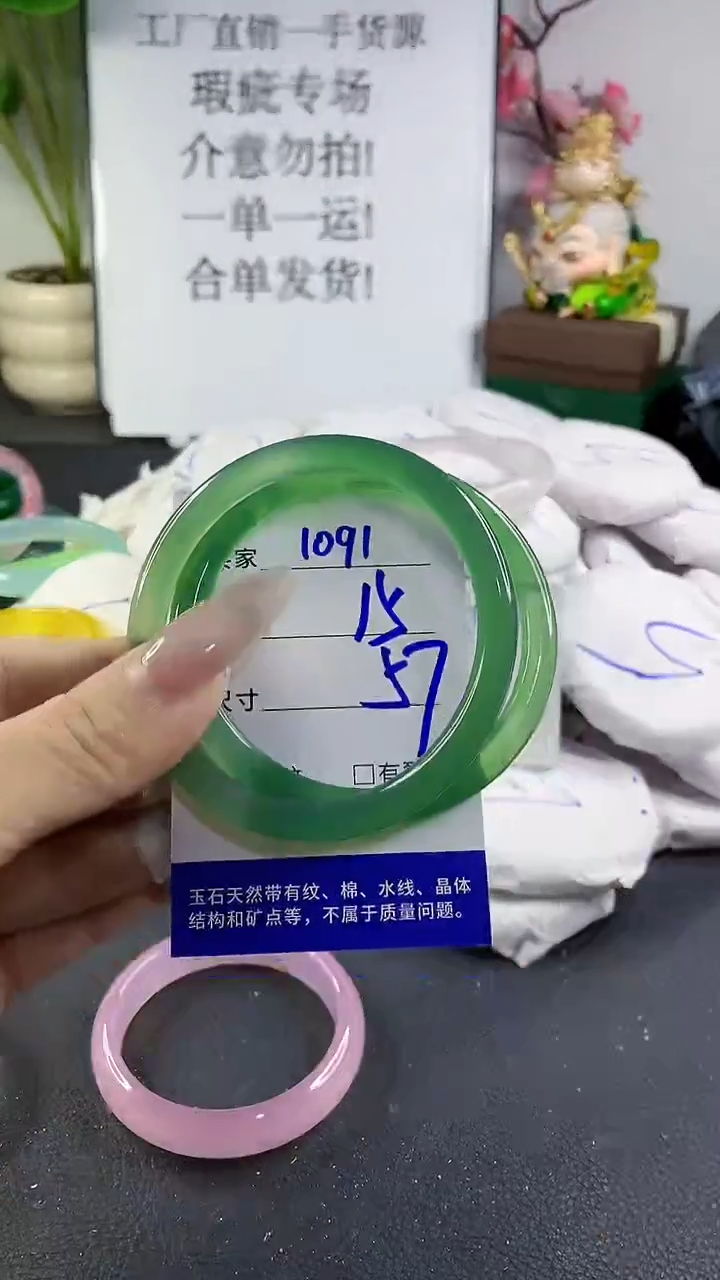 工厂直销一手货源
瑕疵专场
介意勿拍!
一单一运!
合单发货!
家 1091
15
尺寸 57
□有
玉石天然带有纹、棉、水线、晶体
结构和矿点等，不属于质量问题。